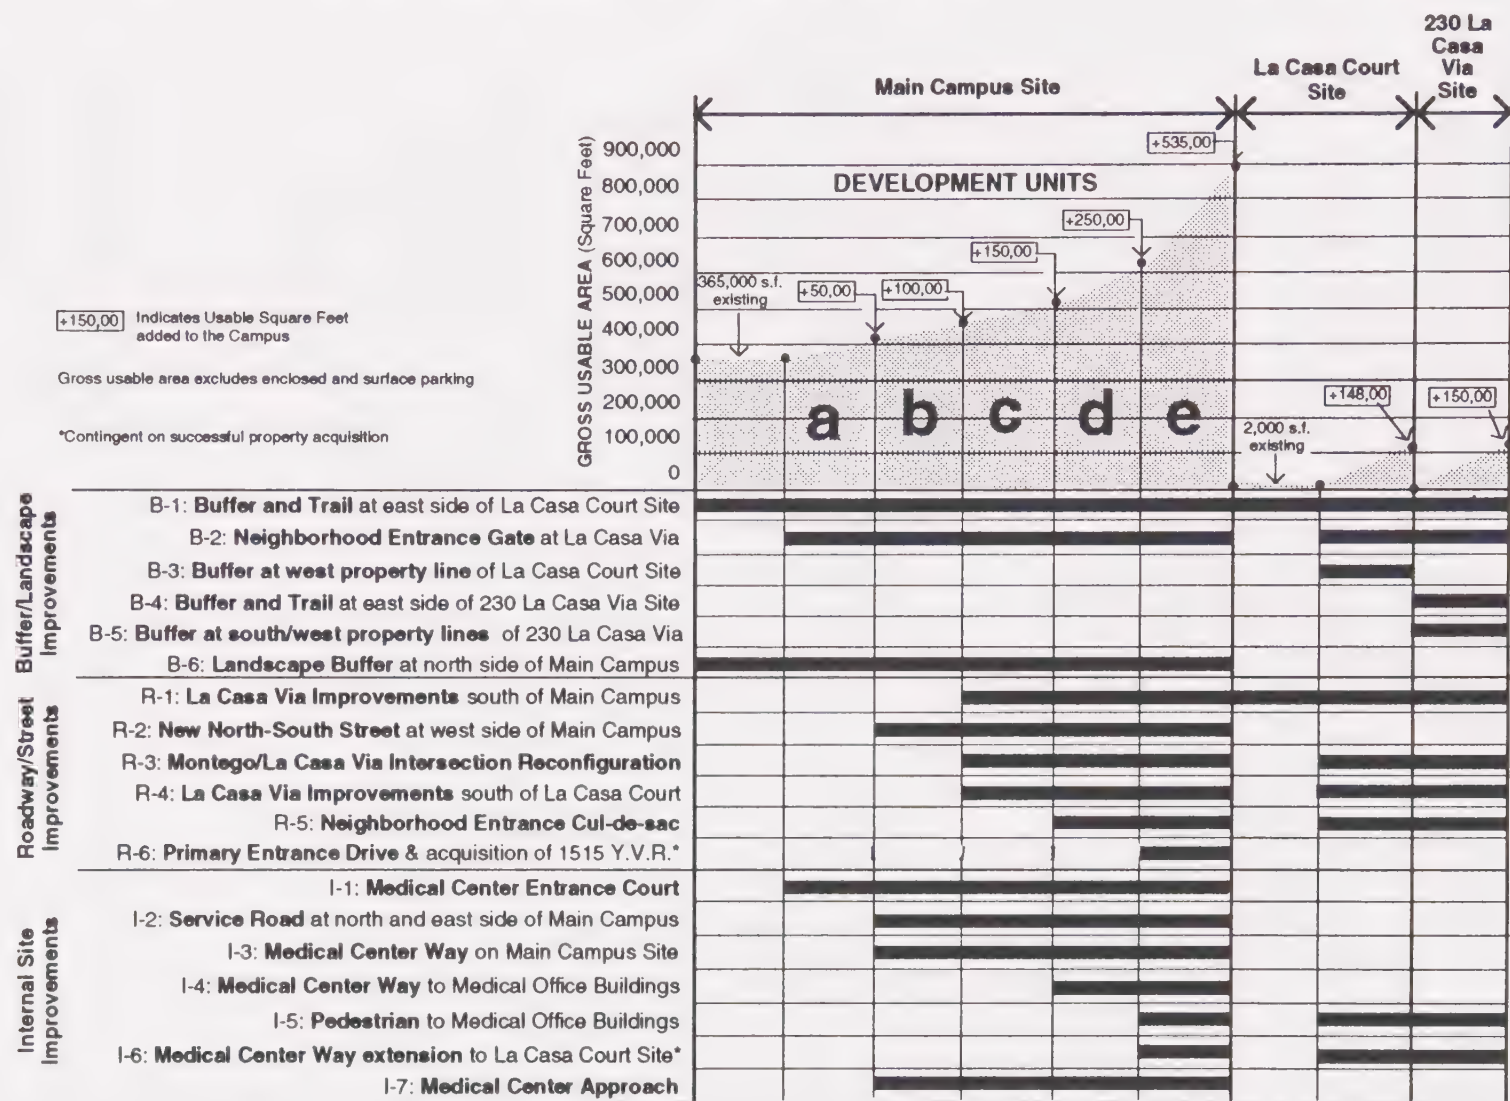 230 La
Casa
Via
Site
La Casa Court
Site
Main Campus Site
+535,00
DEVELOPMENT UNITS
GROSS USABLE AREA (Square Feet)
900,000
800,000
700,000
600,000
500,000
400,000
300,000
200,000
100,000
0
+250,00
+150,00
365,000 s.f.
existing
+50,00
+100,00
+150,00 Indicates Usable Square Feet
added to the Campus
Gross usable area excludes enclosed and surface parking
*Contingent on successful property acquisition
a b c d e
+148,00
+150,00
2,000 s.f.
existing
Buffer/Landscape
Improvements
B-1: Buffer and Trail at east side of La Casa Court Site
B-2: Neighborhood Entrance Gate at La Casa Via
B-3: Buffer at west property line of La Casa Court Site
B-4: Buffer and Trail at east side of 230 La Casa Via Site
B-5: Buffer at south/west property lines of 230 La Casa Via
B-6: Landscape Buffer at north side of Main Campus
Roadway/Street
Improvements
R-1: La Casa Via Improvements south of Main Campus
R-2: New North-South Street at west side of Main Campus
R-3: Montego/La Casa Via Intersection Reconfiguration
R-4: La Casa Via Improvements south of La Casa Court
R-5: Neighborhood Entrance Cul-de-sac
R-6: Primary Entrance Drive & acquisition of 1515 Y.V.R.*
Internal Site
Improvements
I-1: Medical Center Entrance Court
I-2: Service Road at north and east side of Main Campus
I-3: Medical Center Way on Main Campus Site
I-4: Medical Center Way to Medical Office Buildings
I-5: Pedestrian to Medical Office Buildings
I-6: Medical Center Way extension to La Casa Court Site*
I-7: Medical Center Approach